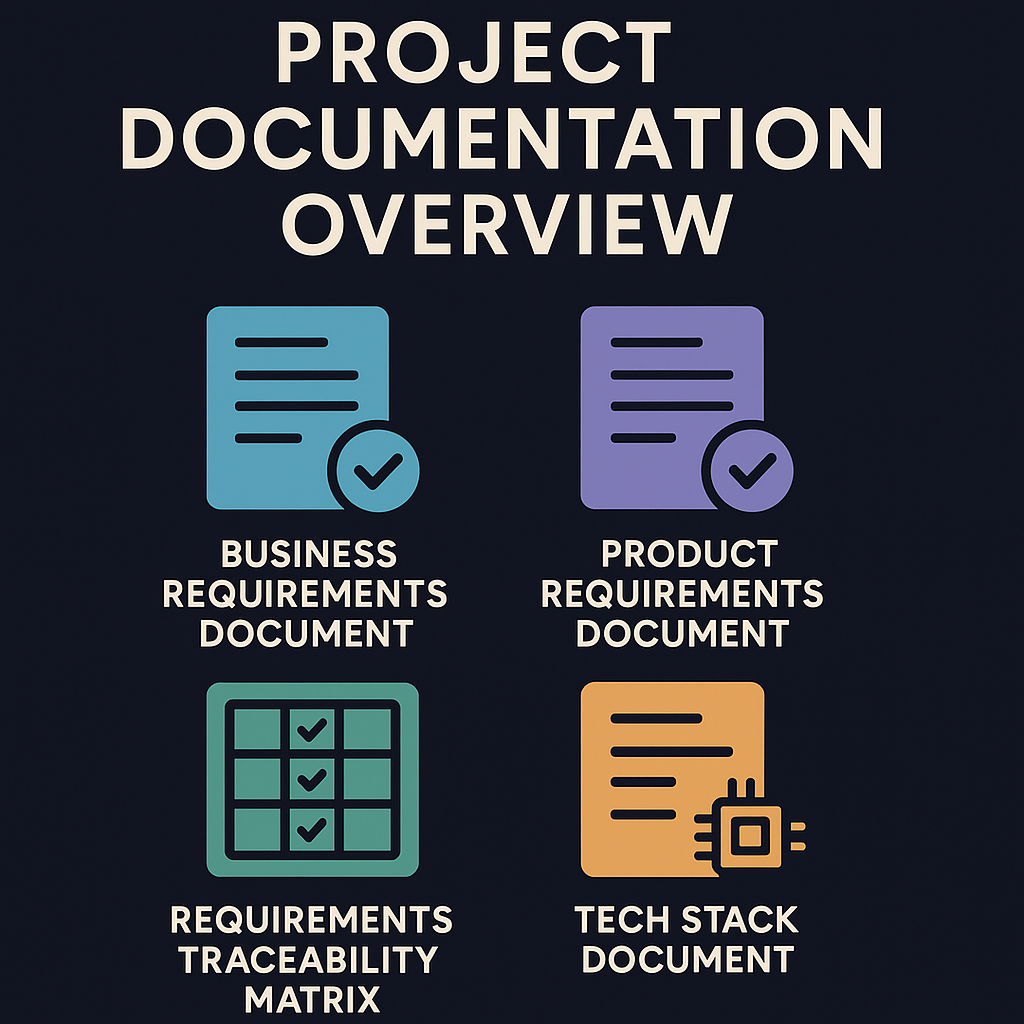 PROJECT
DOCUMENTATION
OVERVIEW
BUSINESS
REQUIREMENTS
DOCUMENT
PRODUCT
REQUIREMENTS
DOCUMENT
REQUIREMENTS
TRACEABILITY
MATRIX
TECH STACK
DOCUMENT